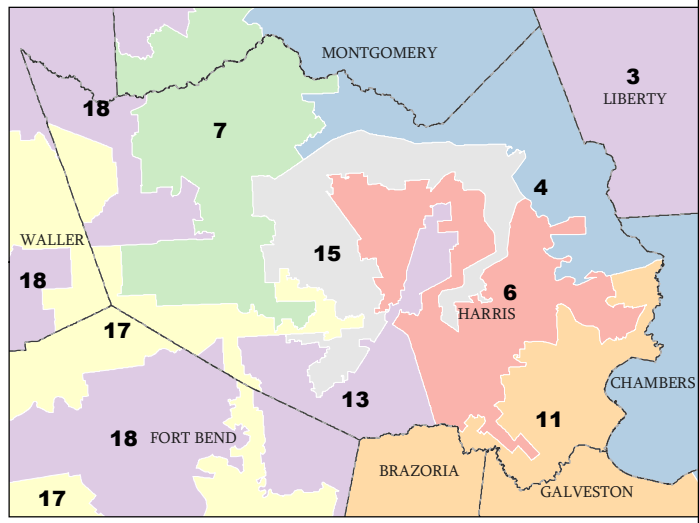 MONTGOMERY
3
LIBERTY
18
7
4
WALLER
15
18
6
HARRIS
17
CHAMBERS
13
11
18 FORT BEND
BRAZORIA
GALVESTON
17